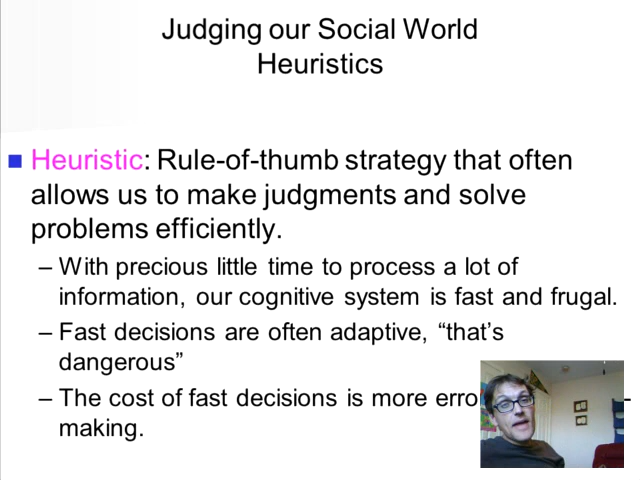 Judging our Social World
Heuristics
Heuristic: Rule-of-thumb strategy that often
allows us to make judgments and solve
problems efficiently.
– With precious little time to process a lot of
information, our cognitive system is fast and frugal.
– Fast decisions are often adaptive, “that’s
dangerous”
– The cost of fast decisions is more
making.